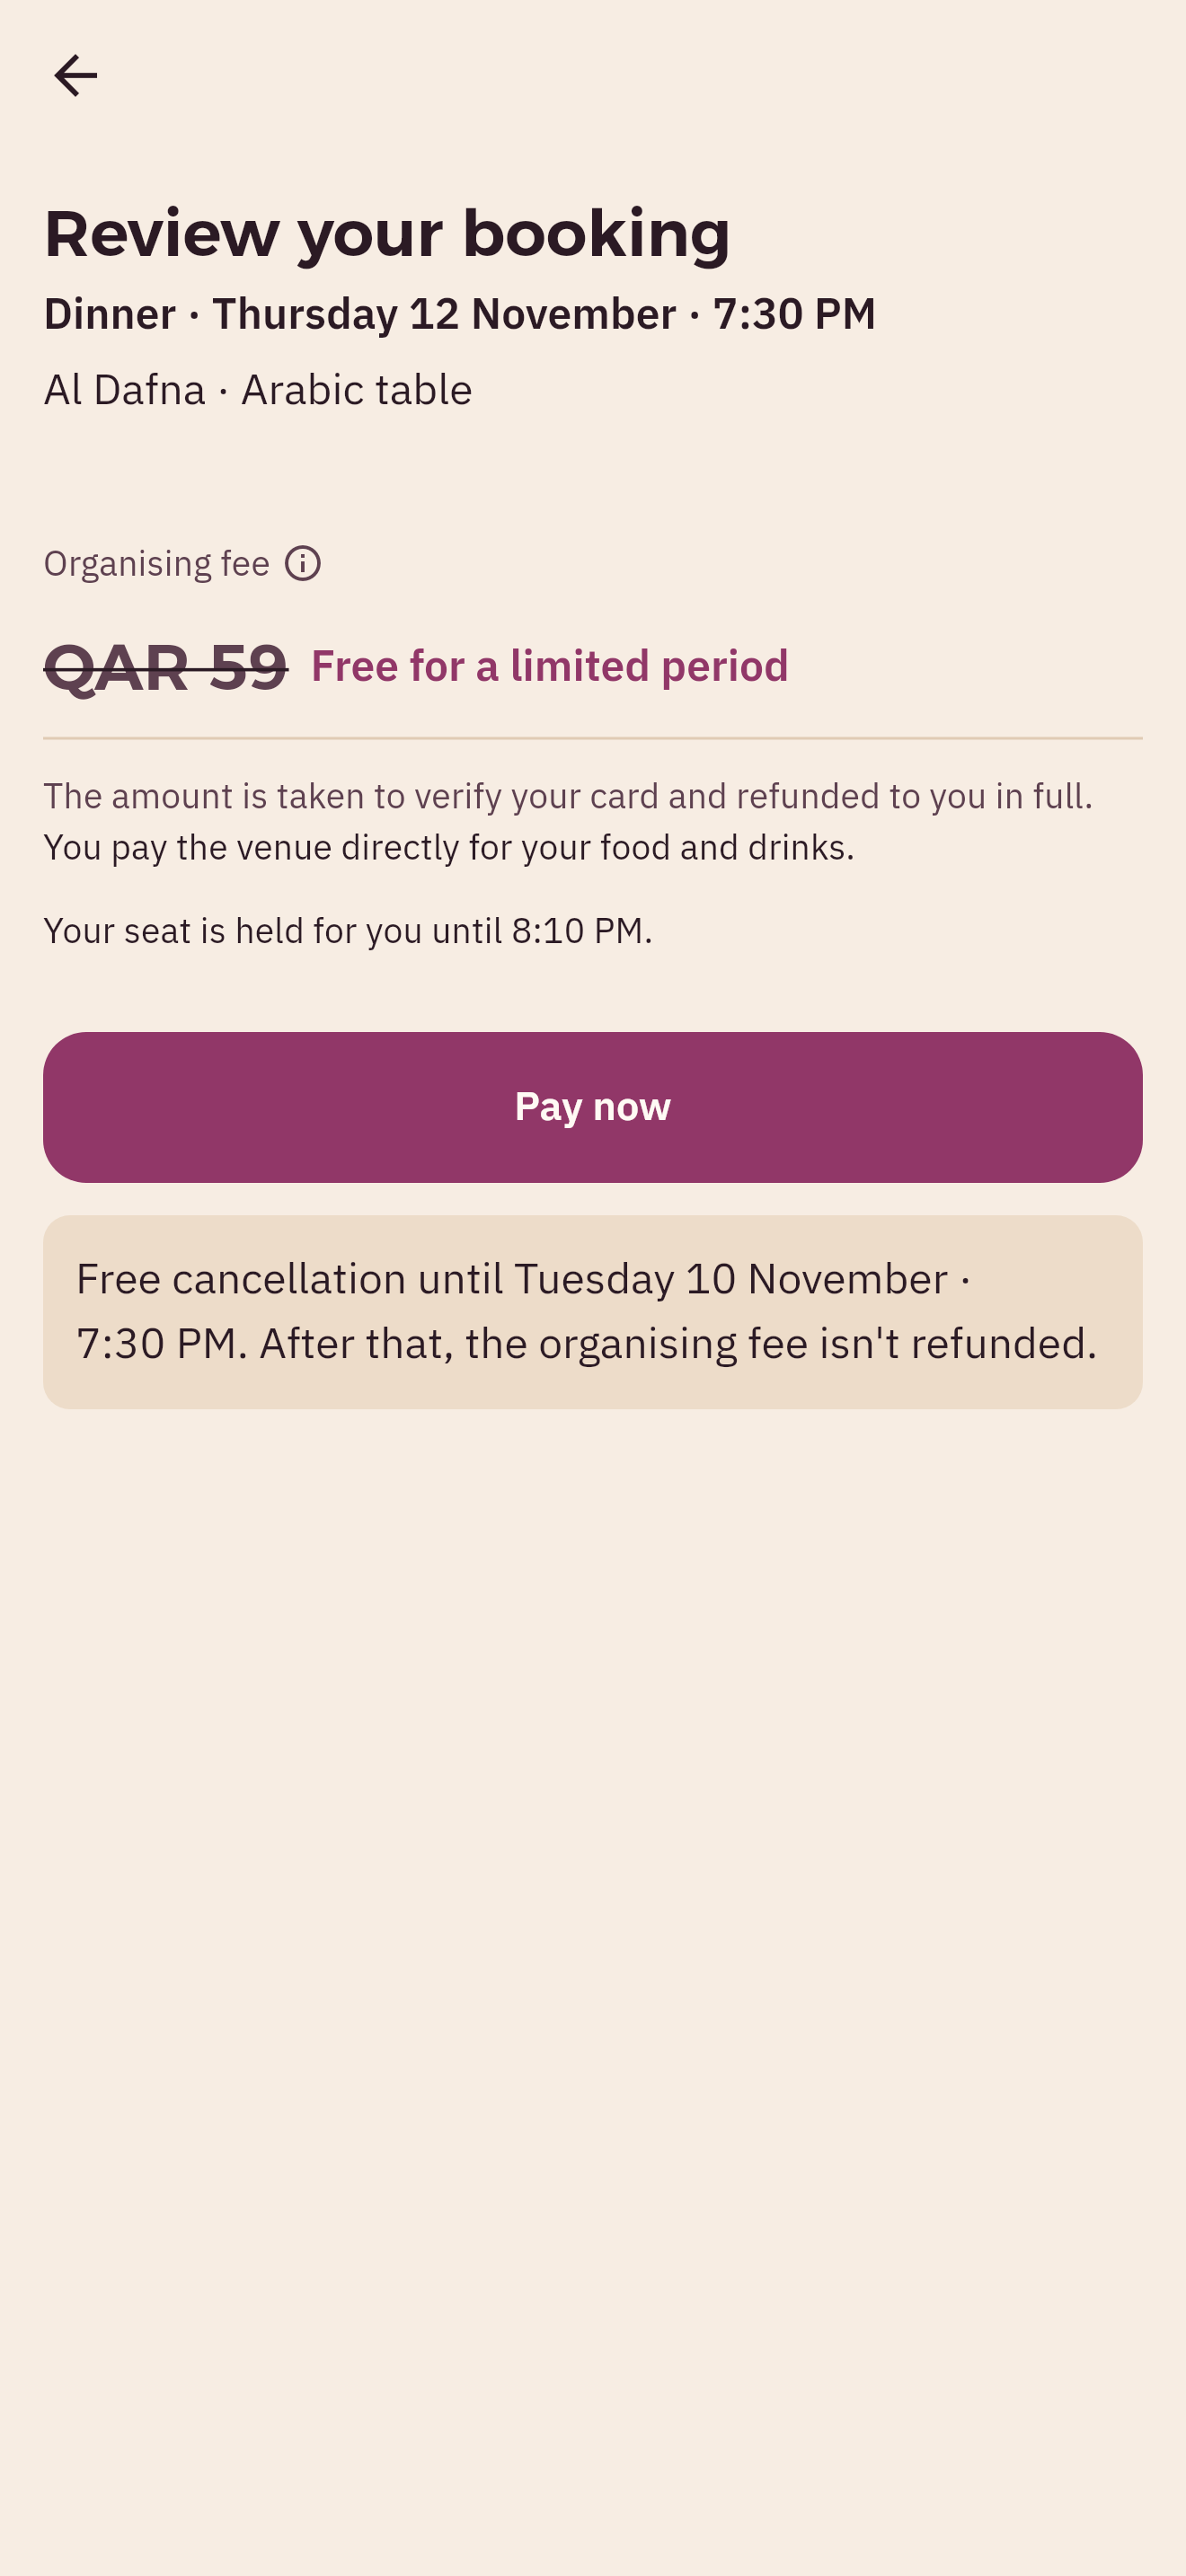 Review your booking
Dinner · Thursday 12 November · 7:30 PM
Al Dafna · Arabic table
Organising fee
QAR 59 Free for a limited period
The amount is taken to verify your card and refunded to you in full.
You pay the venue directly for your food and drinks.
Your seat is held for you until 8:10 PM.
Pay now
Free cancellation until Tuesday 10 November ·
7:30 PM. After that, the organising fee isn't refunded.